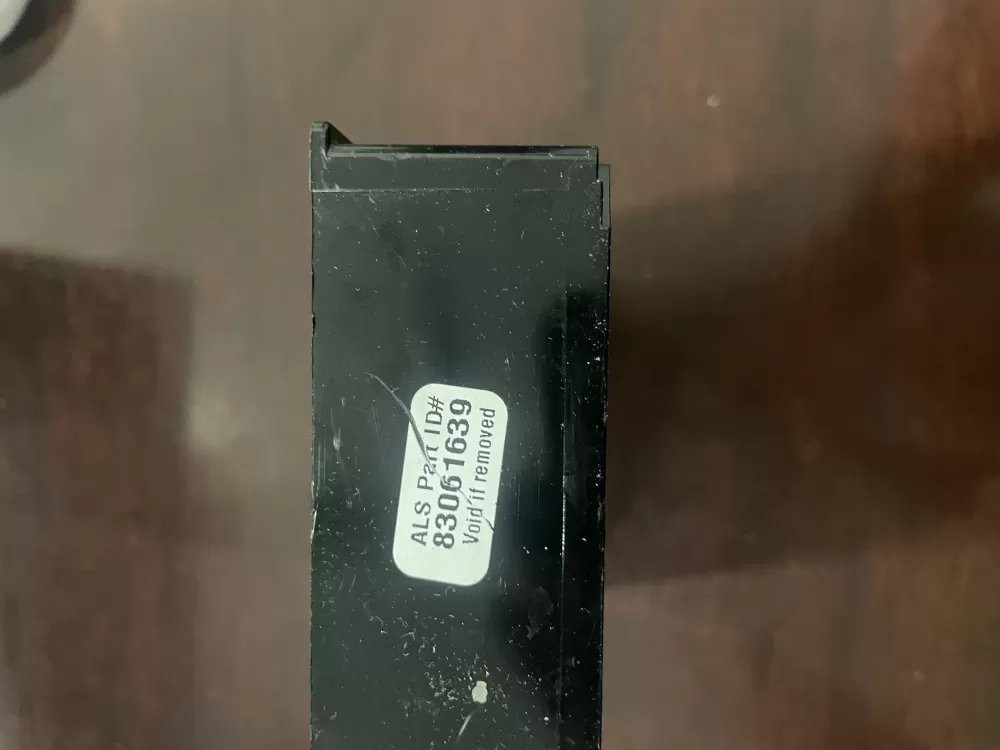 ALS Part ID#
83061639
Void if removed